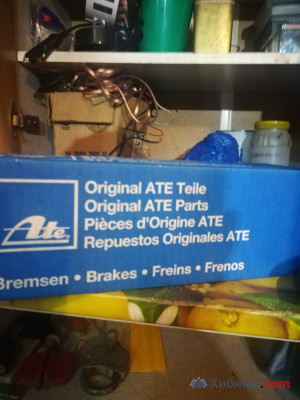 Ate
Original ATE Teile
Original ATE Parts
Pièces d'Origine ATE
Repuestos Originales ATE
Bremsen • Brakes • Freins • Frenos
Хибины.com